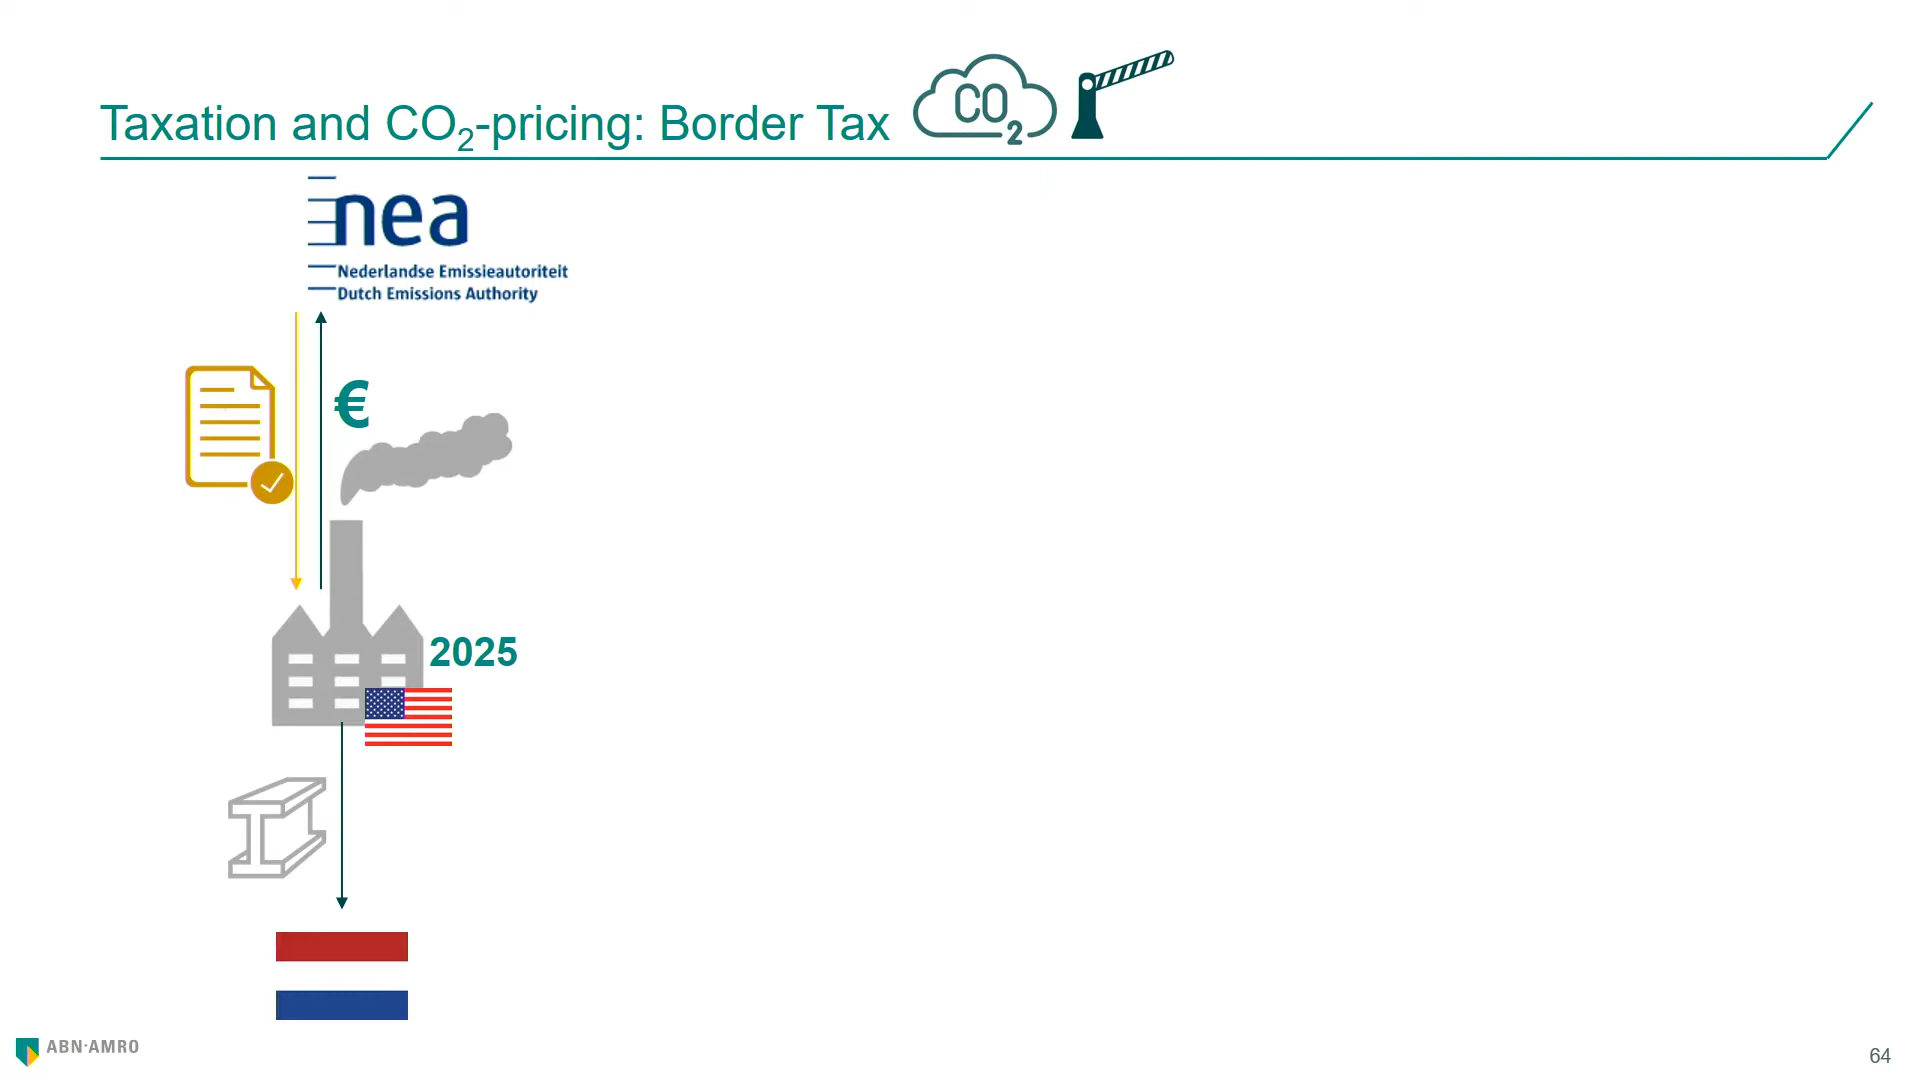 Taxation and CO₂-pricing: Border Tax
CO₂
nea
Nederlandse Emissieautoriteit
Dutch Emissions Authority
€
2025
ABN·AMRO
64